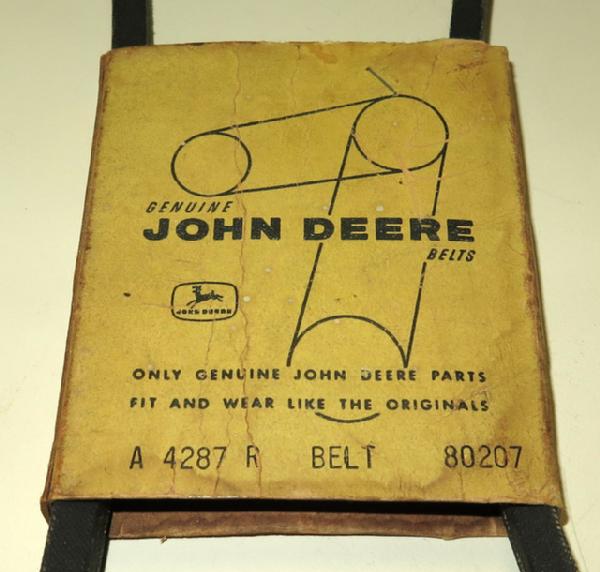 GENUINE
JOHN DEERE
BELTS
JOHN DEERE
ONLY GENUINE JOHN DEERE PARTS
FIT AND WEAR LIKE THE ORIGINALS
A 4287 R BELT 80207